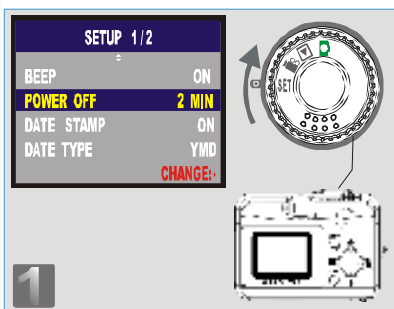 SETUP 1/2
BEEP ON
POWER OFF 2 MIN
DATE STAMP ON
DATE TYPE YMD
CHANGE:
SET
1